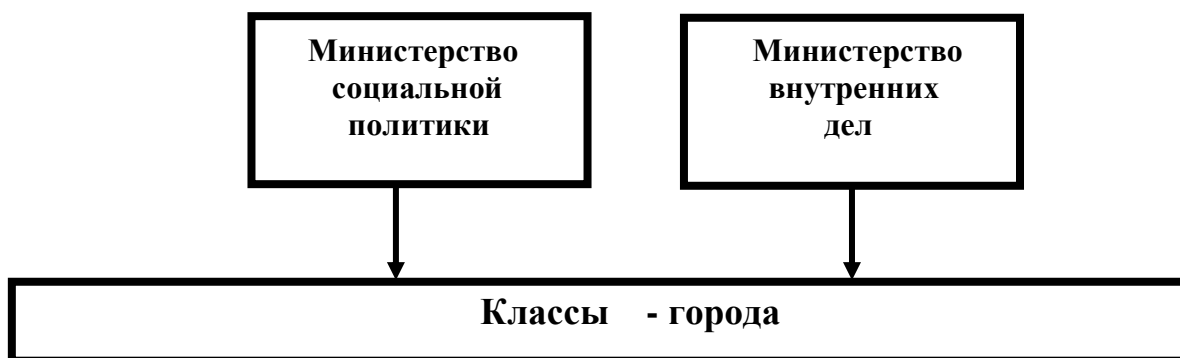 Министерство
социальной
политики
Министерство
внутренних
дел
Классы - города